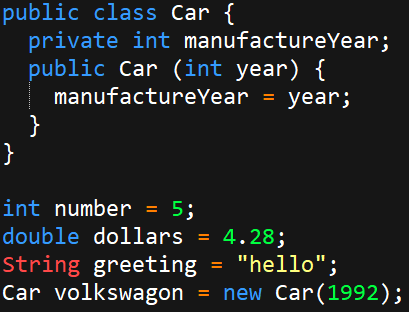 public class Car {
  private int manufactureYear;
  public Car (int year) {
    manufactureYear = year;
  }
}

int number = 5;
double dollars = 4.28;
String greeting = "hello";
Car volkswagon = new Car(1992);